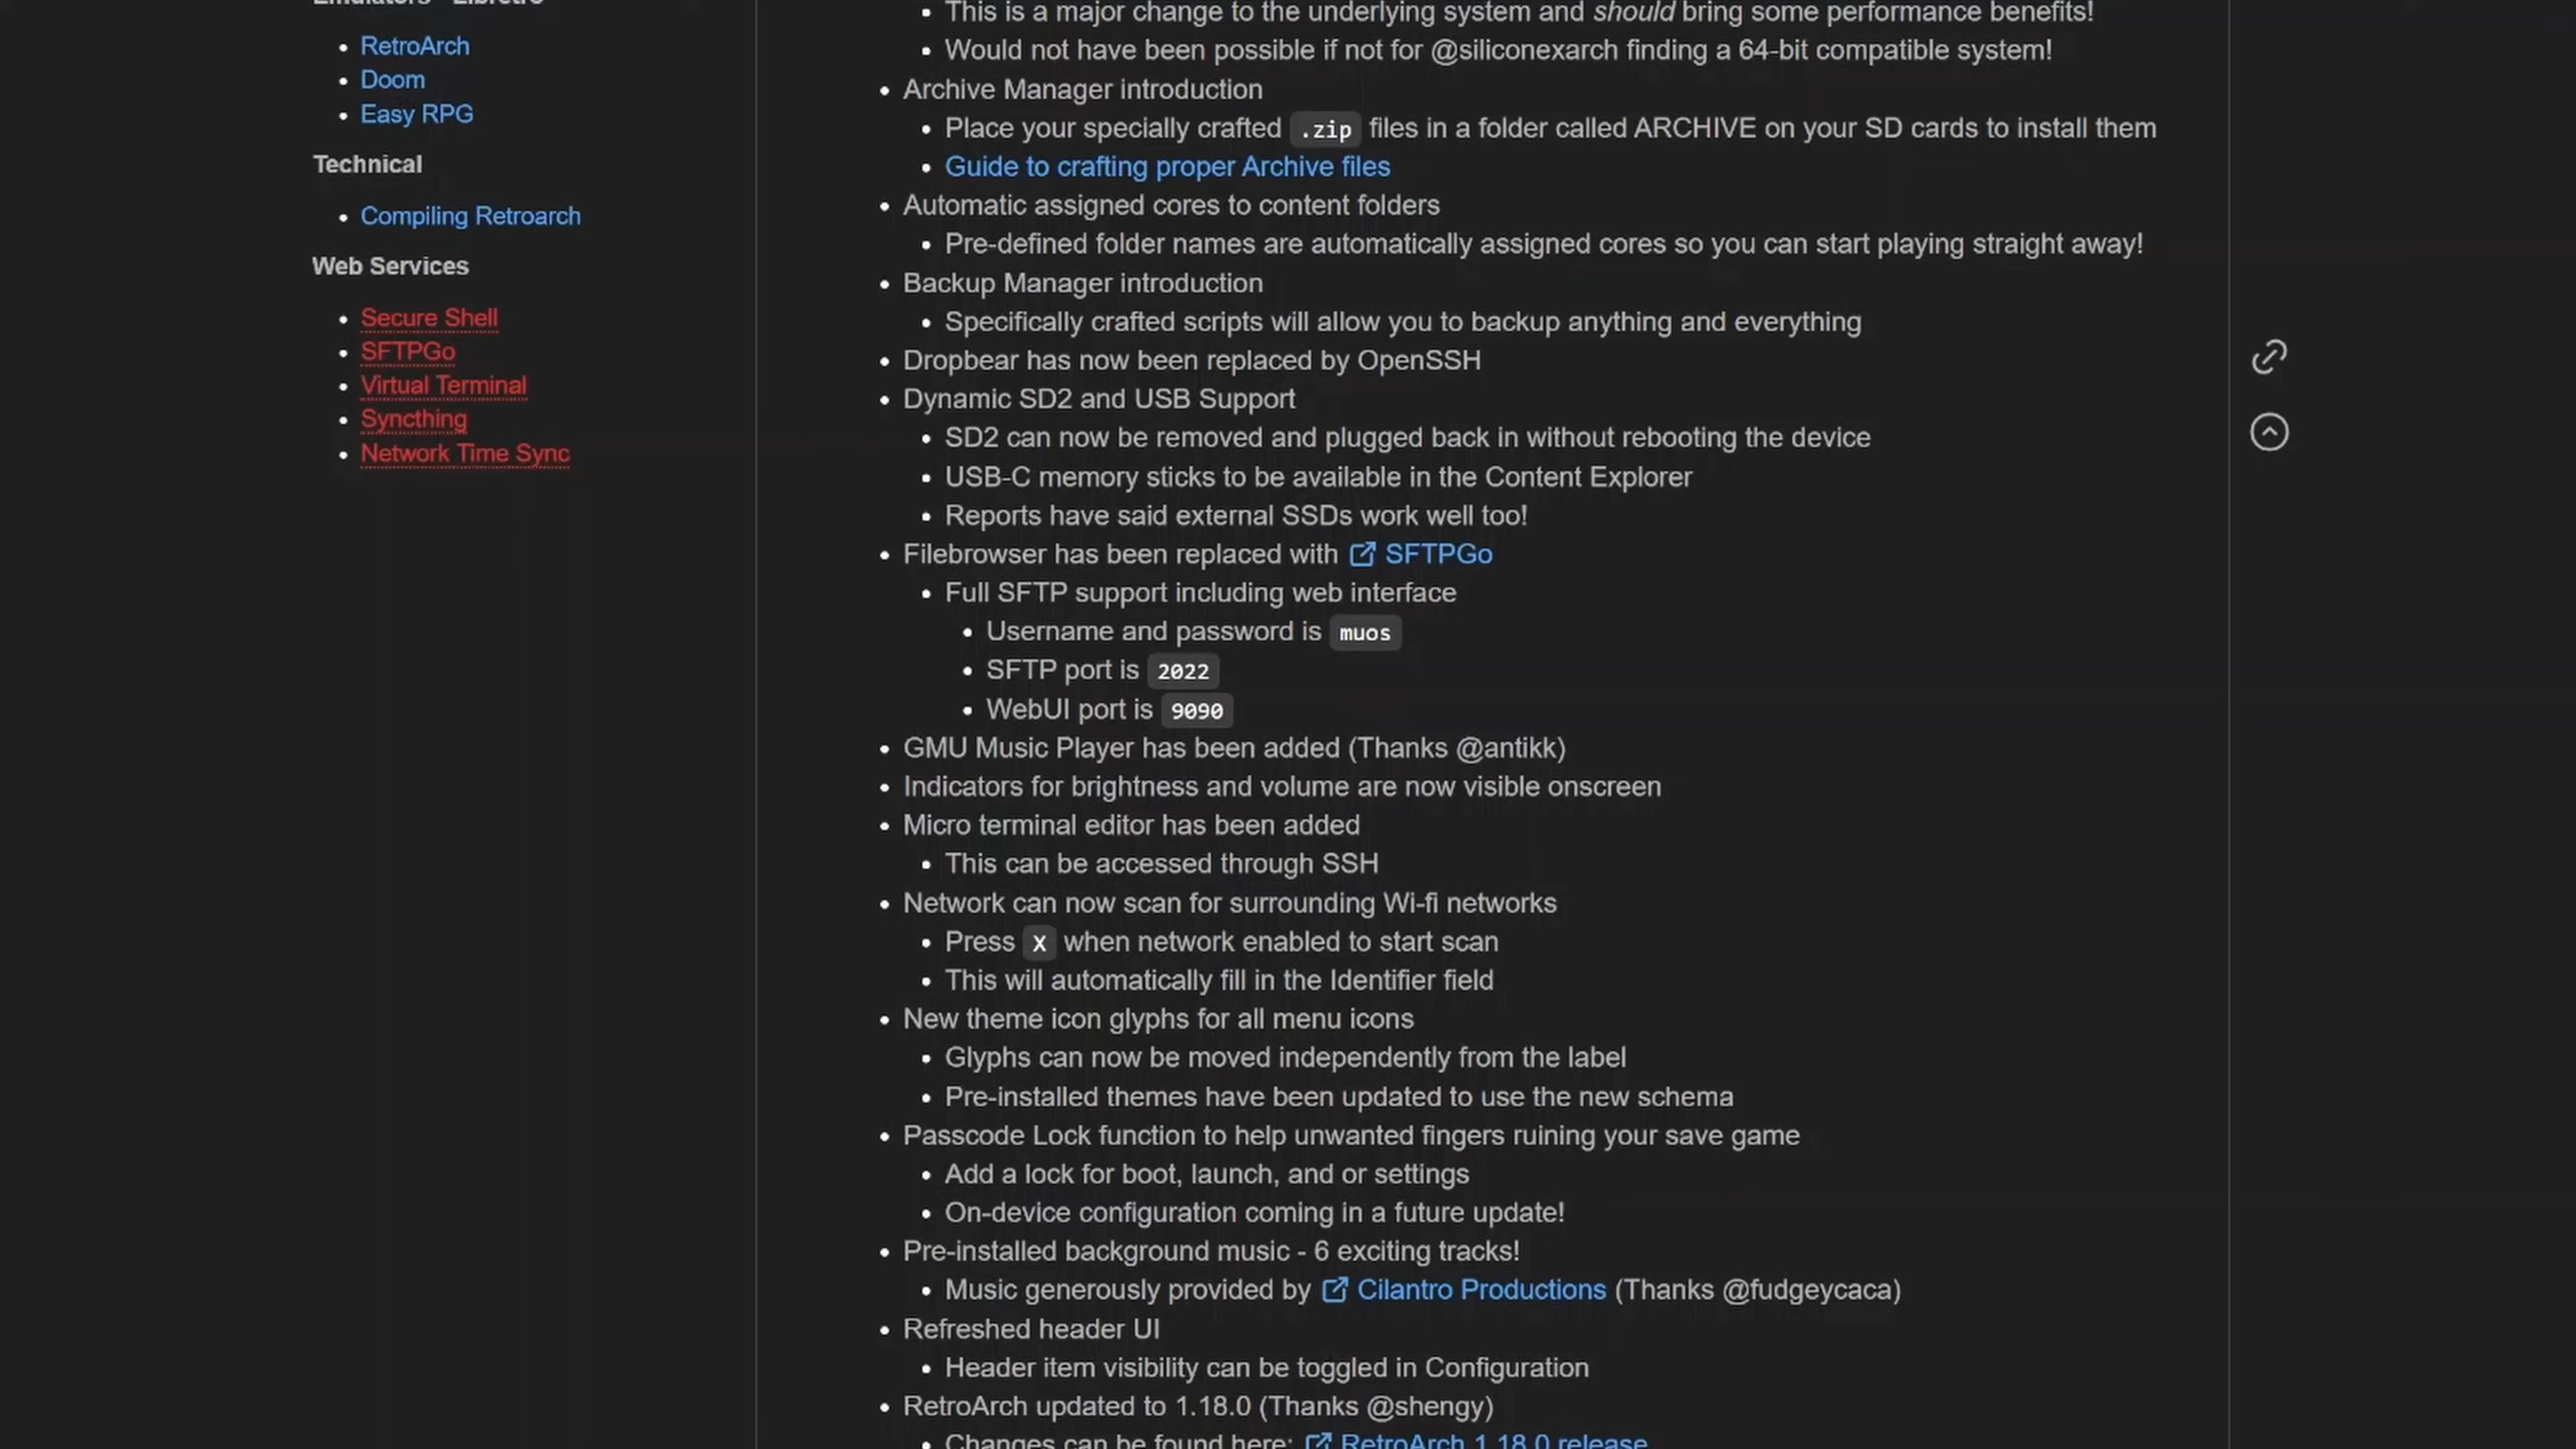 Emulators - Libretro
RetroArch
Doom
Easy RPG
Technical
Compiling Retroarch
Web Services
Secure Shell
SFTPGo
Virtual Terminal
Syncthing
Network Time Sync
This is a major change to the underlying system and should bring some performance benefits!
Would not have been possible if not for @siliconexarch finding a 64-bit compatible system!
Archive Manager introduction
Place your specially crafted .zip files in a folder called ARCHIVE on your SD cards to install them
Guide to crafting proper Archive files
Automatic assigned cores to content folders
Pre-defined folder names are automatically assigned cores so you can start playing straight away!
Backup Manager introduction
Specifically crafted scripts will allow you to backup anything and everything
Dropbear has now been replaced by OpenSSH
Dynamic SD2 and USB Support
SD2 can now be removed and plugged back in without rebooting the device
USB-C memory sticks to be available in the Content Explorer
Reports have said external SSDs work well too!
Filebrowser has been replaced with SFTPGo
Full SFTP support including web interface
Username and password is muos
SFTP port is 2022
WebUI port is 9090
GMU Music Player has been added (Thanks @antikk)
Indicators for brightness and volume are now visible onscreen
Micro terminal editor has been added
This can be accessed through SSH
Network can now scan for surrounding Wi-fi networks
Press X when network enabled to start scan
This will automatically fill in the Identifier field
New theme icon glyphs for all menu icons
Glyphs can now be moved independently from the label
Pre-installed themes have been updated to use the new schema
Passcode Lock function to help unwanted fingers ruining your save game
Add a lock for boot, launch, and or settings
On-device configuration coming in a future update!
Pre-installed background music - 6 exciting tracks!
Music generously provided by Cilantro Productions (Thanks @fudgeycaca)
Refreshed header UI
Header item visibility can be toggled in Configuration
RetroArch updated to 1.18.0 (Thanks @shengy)
Changes can be found here: RetroArch 1.18.0 release